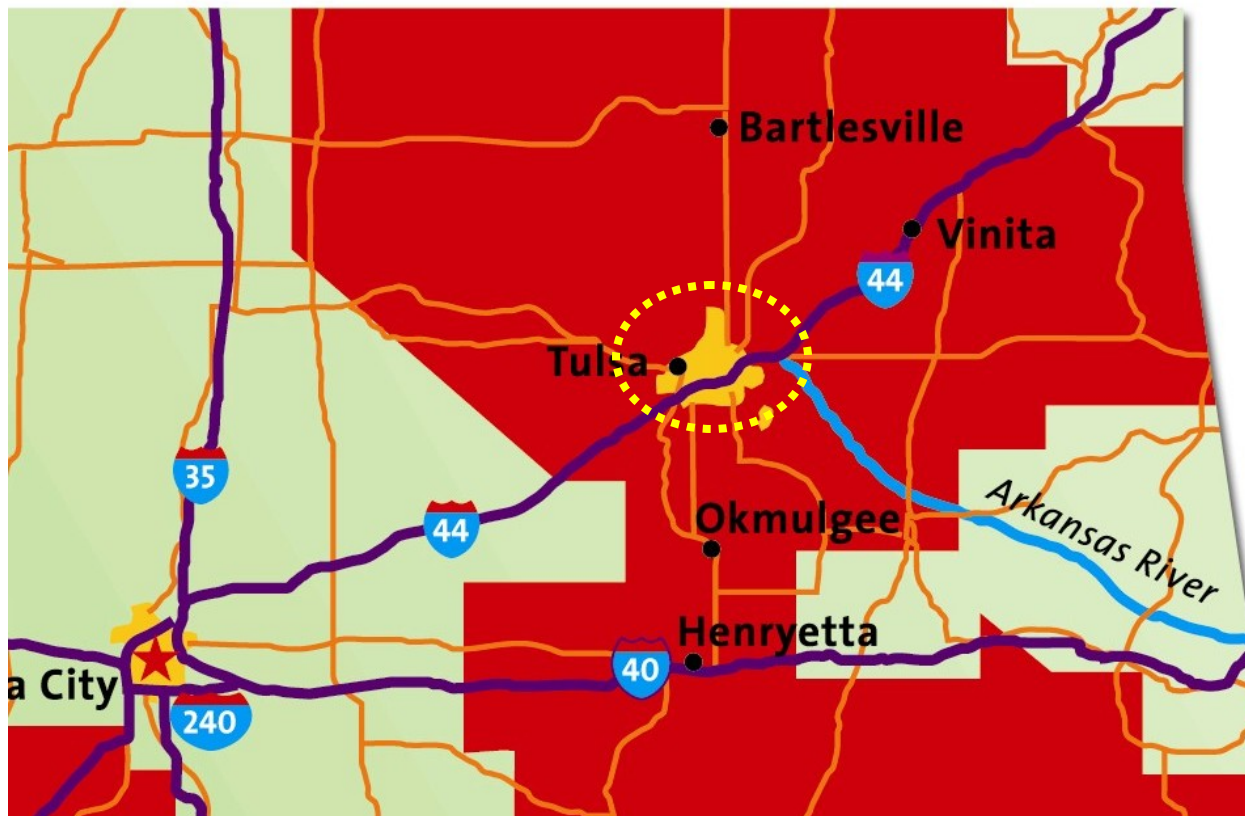 Bartlesville
Vinita
44
Tulsa
35
44
Okmulgee
Arkansas River
Henryetta
40
a City
240